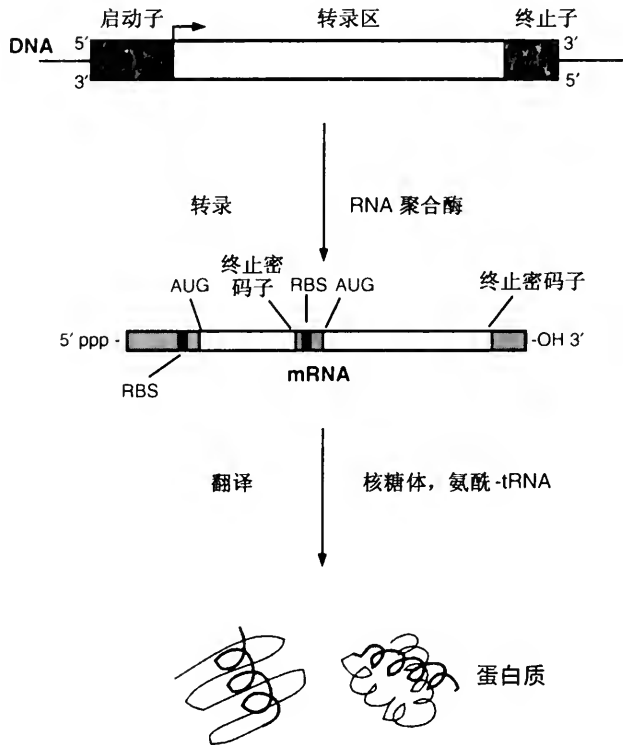 启动子 转录区 终止子
DNA 5′ 3′
3′ 5′
转录 RNA 聚合酶
终止密
码子
AUG RBS AUG 终止密码子
5′ ppp - -OH 3′
RBS
mRNA
翻译 核糖体，氨酰-tRNA
蛋白质